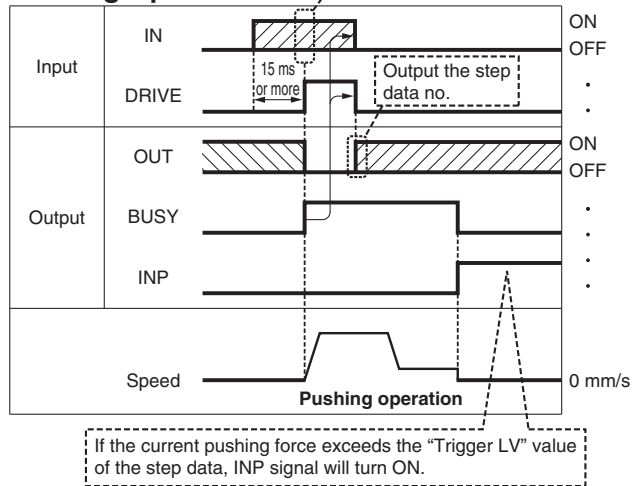 IN
ON
OFF
Input
15 ms
or more
Output the step
data no.
DRIVE
OUT
ON
OFF
Output
BUSY
INP
Speed
0 mm/s
Pushing operation
If the current pushing force exceeds the “Trigger LV” value
of the step data, INP signal will turn ON.